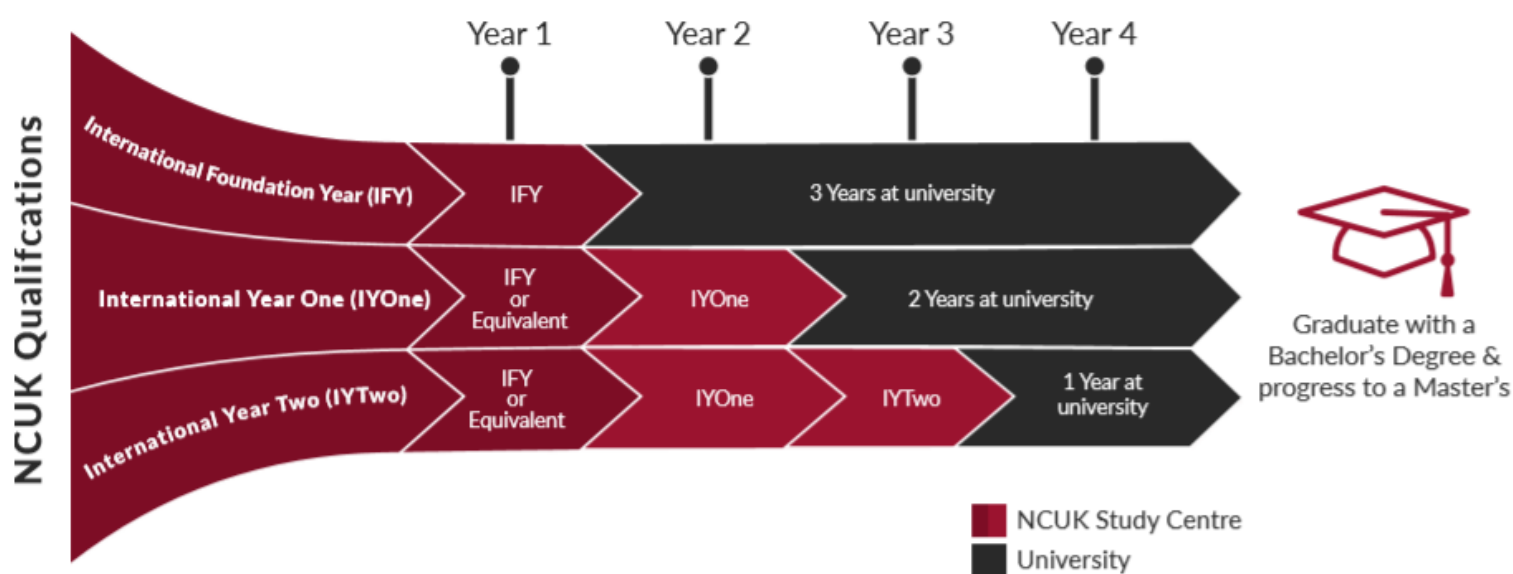 NCUK Qualifcations
Year 1
Year 2
Year 3
Year 4
International Foundation Year (IFY)
IFY
3 Years at university
International Year One (IYOne)
IFY
or
Equivalent
IYOne
2 Years at university
International Year Two (IYTwo)
IFY
or
Equivalent
IYOne
IYTwo
1 Year at
university
Graduate with a
Bachelor’s Degree &
progress to a Master’s
NCUK Study Centre
University